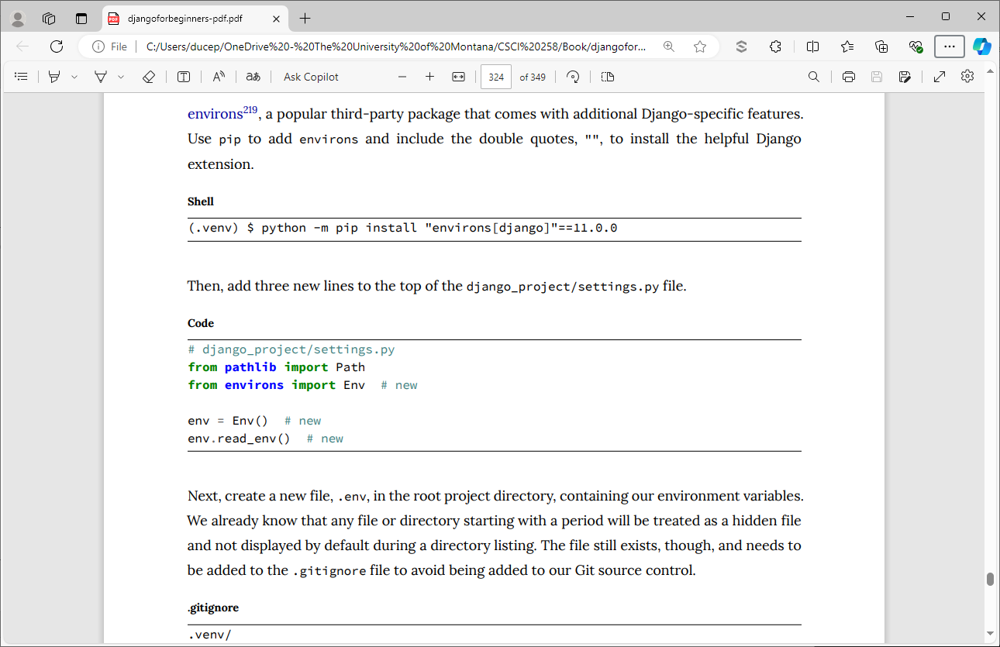 djangoforbeginners-pdf.pdf
File
C:/Users/ducep/OneDrive%20-%20The%20University%20of%20Montana/CSCI%20258/Book/djangofor...
Ask Copilot
324 of 349
environs219, a popular third-party package that comes with additional Django-specific features.
Use pip to add environs and include the double quotes, "", to install the helpful Django
extension.
Shell
(.venv) $ python -m pip install "environs[django]"==11.0.0
Then, add three new lines to the top of the django_project/settings.py file.
Code
# django_project/settings.py
from pathlib import Path
from environs import Env  # new
env = Env()  # new
env.read_env()  # new
Next, create a new file, .env, in the root project directory, containing our environment variables.
We already know that any file or directory starting with a period will be treated as a hidden file
and not displayed by default during a directory listing. The file still exists, though, and needs to
be added to the .gitignore file to avoid being added to our Git source control.
.gitignore
.venv/